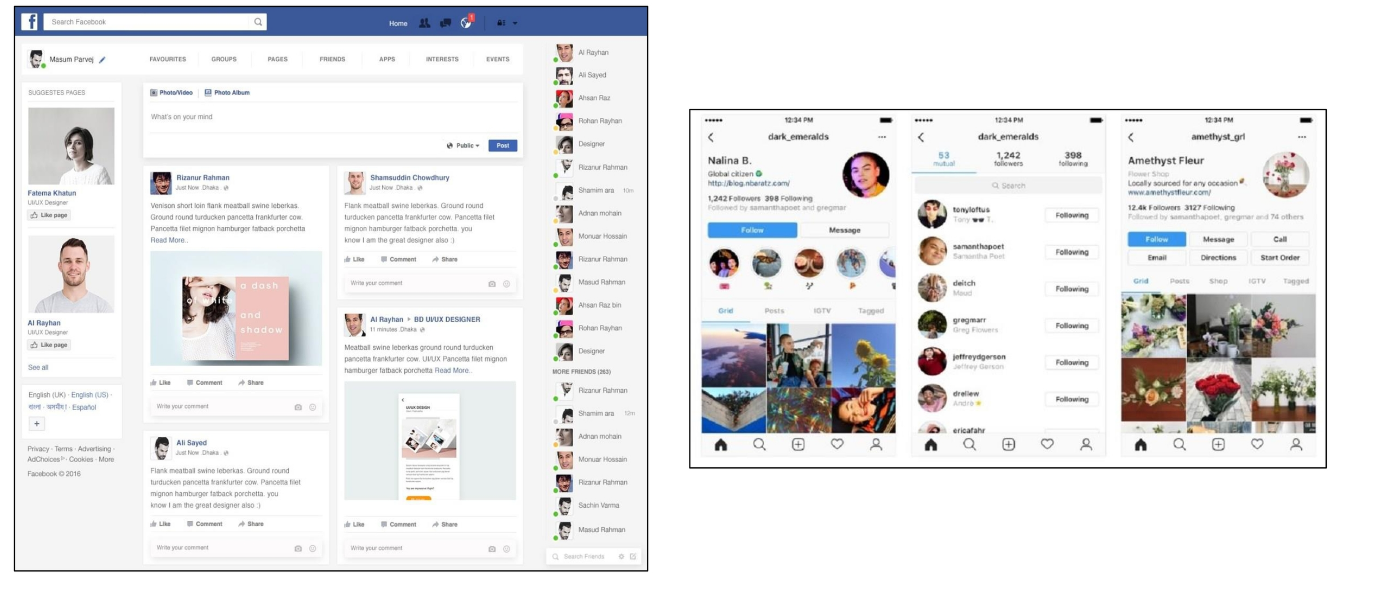 f
Search Facebook
Home
1
Masum Parvej
FAVOURITES GROUPS PAGES FRIENDS APPS INTERESTS EVENTS
SUGGESTES PAGES
Fatema Khatun
UI/UX Designer
Like page
Al Rayhan
UI/UX Designer
Like page
See all
English (UK) · English (US) ·
বাংলা · অসমীয়া · Español
+
Privacy · Terms · Advertising ·
AdChoices · Cookies · More
Facebook © 2016
Photo/Video Photo Album
What's on your mind
Public Post
Rizanur Rahman
Just Now Dhaka
Venison short loin flank meatball swine leberkas.
Ground round turducken pancetta frankfurter cow.
Pancetta filet mignon hamburger fatback porchetta
Read More..
a dash
of white
and
shadow
Like Comment Share
Write your comment
Ali Sayed
Just Now Dhaka
Flank meatball swine leberkas. Ground round
turducken pancetta frankfurter cow. Pancetta filet
mignon hamburger fatback porchetta. you
know I am the great designer also :)
Like Comment Share
Write your comment
Shamsuddin Chowdhury
Just Now Dhaka
Flank meatball swine leberkas. Ground round
turducken pancetta frankfurter cow. Pancetta filet
mignon hamburger fatback porchetta. you
know I am the great designer also :)
Like Comment Share
Write your comment
Al Rayhan BD UI/UX DESIGNER
11 minutes Dhaka
Meatball swine leberkas ground round turducken
pancetta frankfurter cow. UI/UX Pancetta filet mignon
hamburger fatback porchetta Read More..
UI/UX DESIGN
Like Comment Share
Write your comment
Al Rayhan
Ali Sayed
Ahsan Raz
Rohan Rayhan
Designer
Rizanur Rahman
Shamim ara 10m
Adnan mohain
Monuar Hossain
Rizanur Rahman
Masud Rahman
Ahsan Raz bin
Rohan Rayhan
Designer
MORE FRIENDS (263)
Rizanur Rahman
Shamim ara 12m
Adnan mohain
Monuar Hossain
Rizanur Rahman
Sachin Varma
Masud Rahman
Search Friends
12:34 PM
dark_emeralds
Nalina B.
Global citizen
http://blog.nbaratz.com/
1,242 Followers 398 Following
Followed by samanthapoet and gregmar
Follow Message
Grid Posts IGTV Tagged
12:34 PM
dark_emeralds
53 1,242 398
mutual followers following
Search
tonyloftus Following
Tony T.
samanthapoet Following
Samantha Poet
deitch Following
Maud
gregmarr Following
Greg Flowers
jeffreydgerson Following
Jeffrey Gerson
drellew Following
Andre
ericafahr
12:34 PM
amethyst_grl
Amethyst Fleur
Flower Shop
Locally sourced for any occasion
www.amethystfleur.com/
12.4k Followers 3127 Following
Followed by samanthapoet, gregmar and 74 others
Follow Message Call
Email Directions Start Order
Grid Posts Shop IGTV Tagged